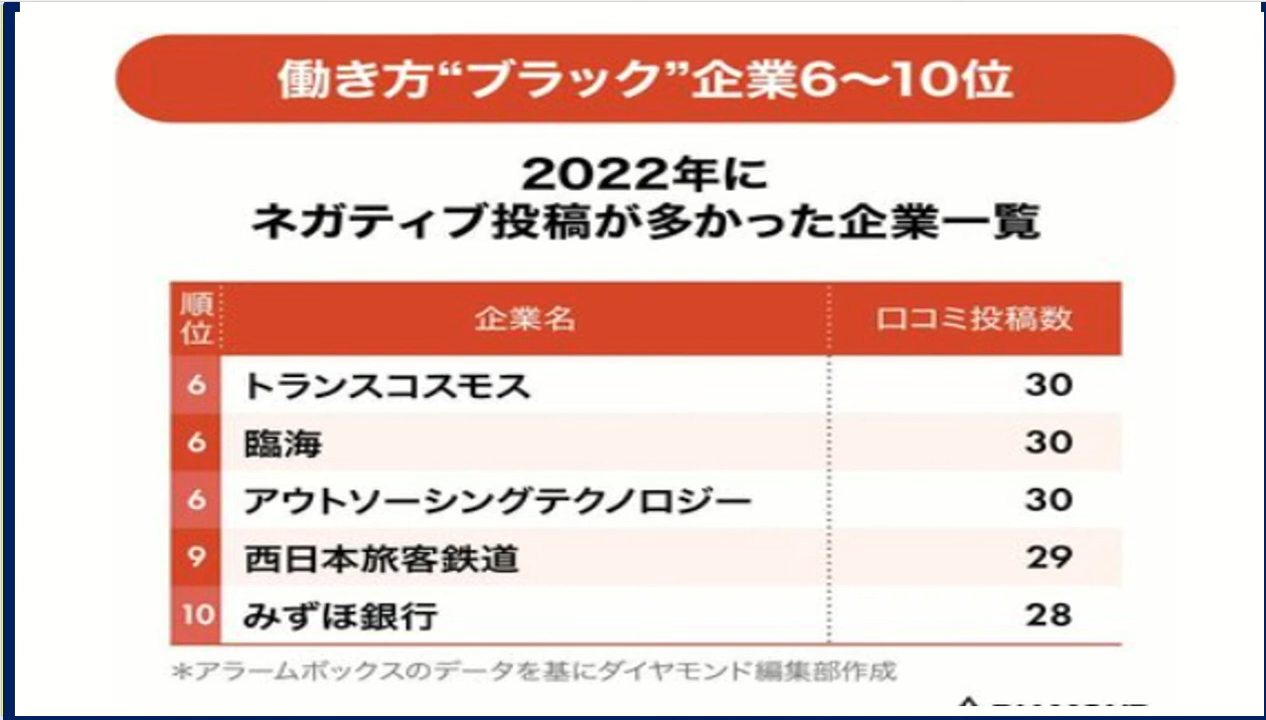 働き方“ブラック”企業6〜10位
2022年に
ネガティブ投稿が多かった企業一覧
順位 企業名 口コミ投稿数
6 トランスコスモス 30
6 臨海 30
6 アウトソーシングテクノロジー 30
9 西日本旅客鉄道 29
10 みずほ銀行 28
＊アラームボックスのデータを基にダイヤモンド編集部作成